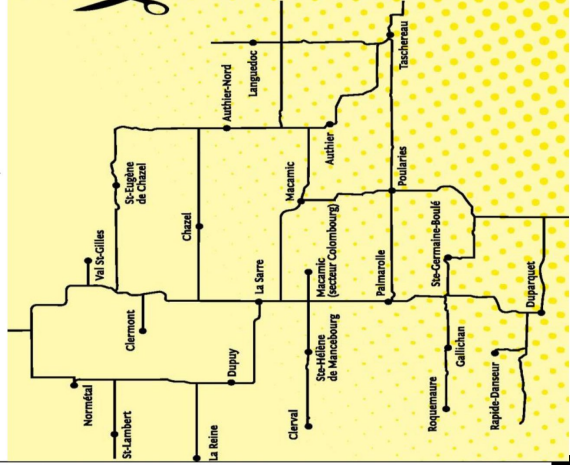 Taschereau
Languedoc
Authier-Nord
Authier
St-Eugène
de Chazel
Macamic
Poularies
Chazel
Val St-Gilles
Ste-Germaine-Boulé
La Sarre
Macamic
(secteur Colombourg)
Palmarolle
Clermont
Duparquet
Dupuy
Ste-Hélène
de Mancebourg
Gallichan
Normétal
Rapide-Danseur
Roquemaure
Clerval
St-Lambert
La Reine